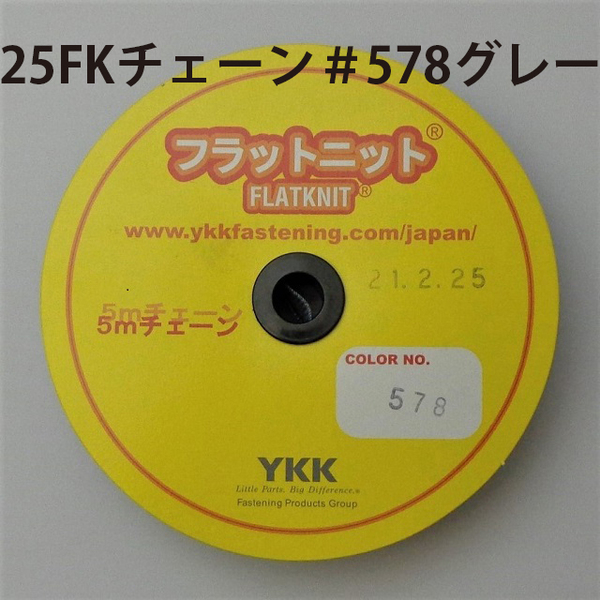 25FKチェーン＃578グレー
フラットニット®
FLATKNIT®
www.ykkfastening.com/japan/
21.2.25
5mチェーン
5mチェーン
COLOR NO.
578
YKK
Little Parts. Big Difference.
Fastening Products Group